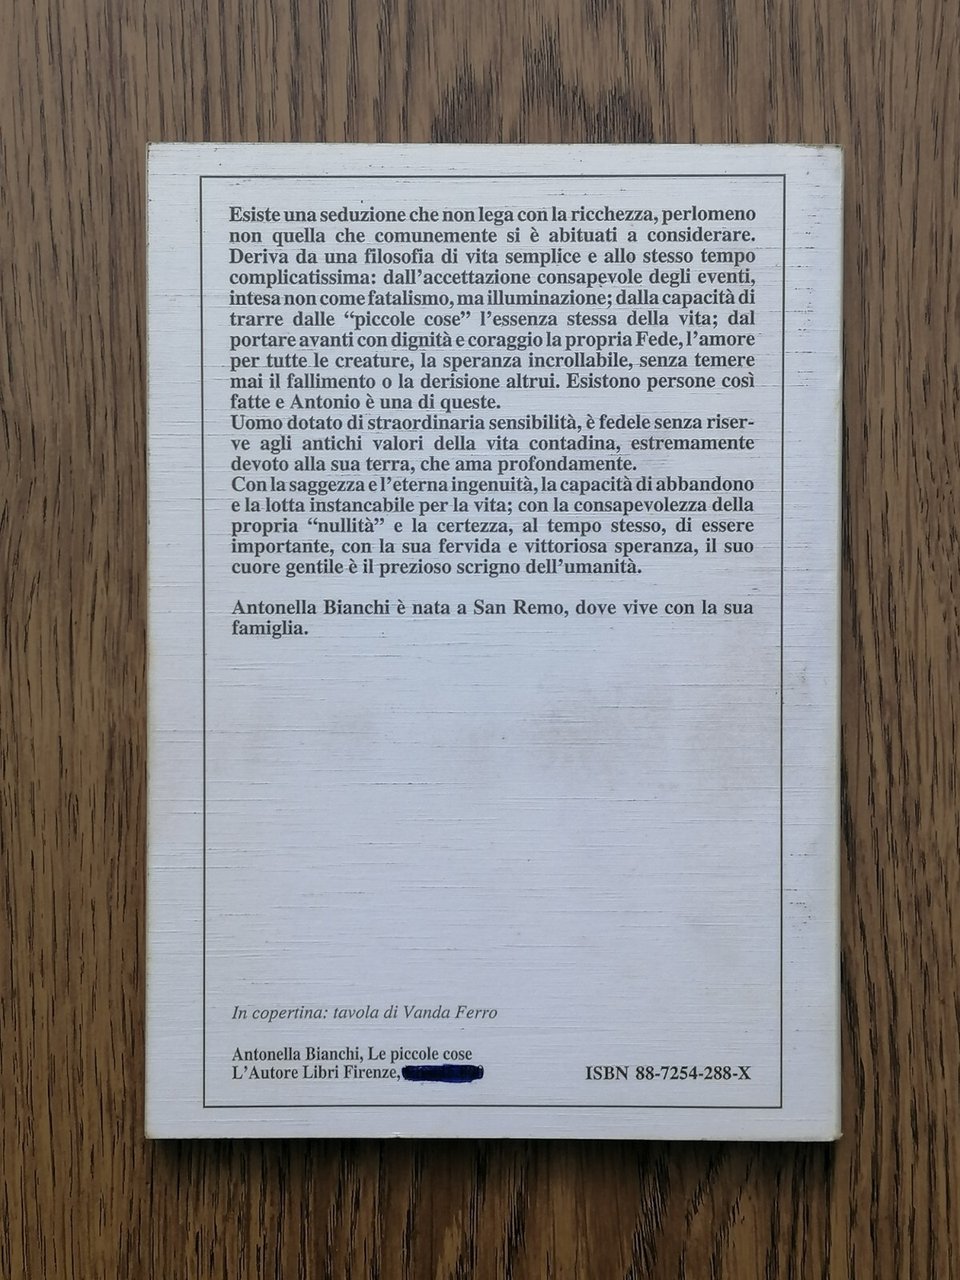 Esiste una seduzione che non lega con la ricchezza, perlomeno
non quella che comunemente si è abituati a considerare.
Deriva da una filosofia di vita semplice e allo stesso tempo
complicatissima: dall'accettazione consapevole degli eventi,
intesa non come fatalismo, ma illuminazione; dalla capacità di
trarre dalle “piccole cose” l'essenza stessa della vita; dal
portare avanti con dignità e coraggio la propria Fede, l'amore
per tutte le creature, la speranza incrollabile, senza temere
mai il fallimento o la derisione altrui. Esistono persone così
fatte e Antonio è una di queste.
Uomo dotato di straordinaria sensibilità, è fedele senza riser-
ve agli antichi valori della vita contadina, estremamente
devoto alla sua terra, che ama profondamente.
Con la saggezza e l'eterna ingenuità, la capacità di abbandono
e la lotta instancabile per la vita; con la consapevolezza della
propria “nullità” e la certezza, al tempo stesso, di essere
importante, con la sua fervida e vittoriosa speranza, il suo
cuore gentile è il prezioso scrigno dell'umanità.
Antonella Bianchi è nata a San Remo, dove vive con la sua
famiglia.
In copertina: tavola di Vanda Ferro
Antonella Bianchi, Le piccole cose
L'Autore Libri Firenze,
ISBN 88-7254-288-X